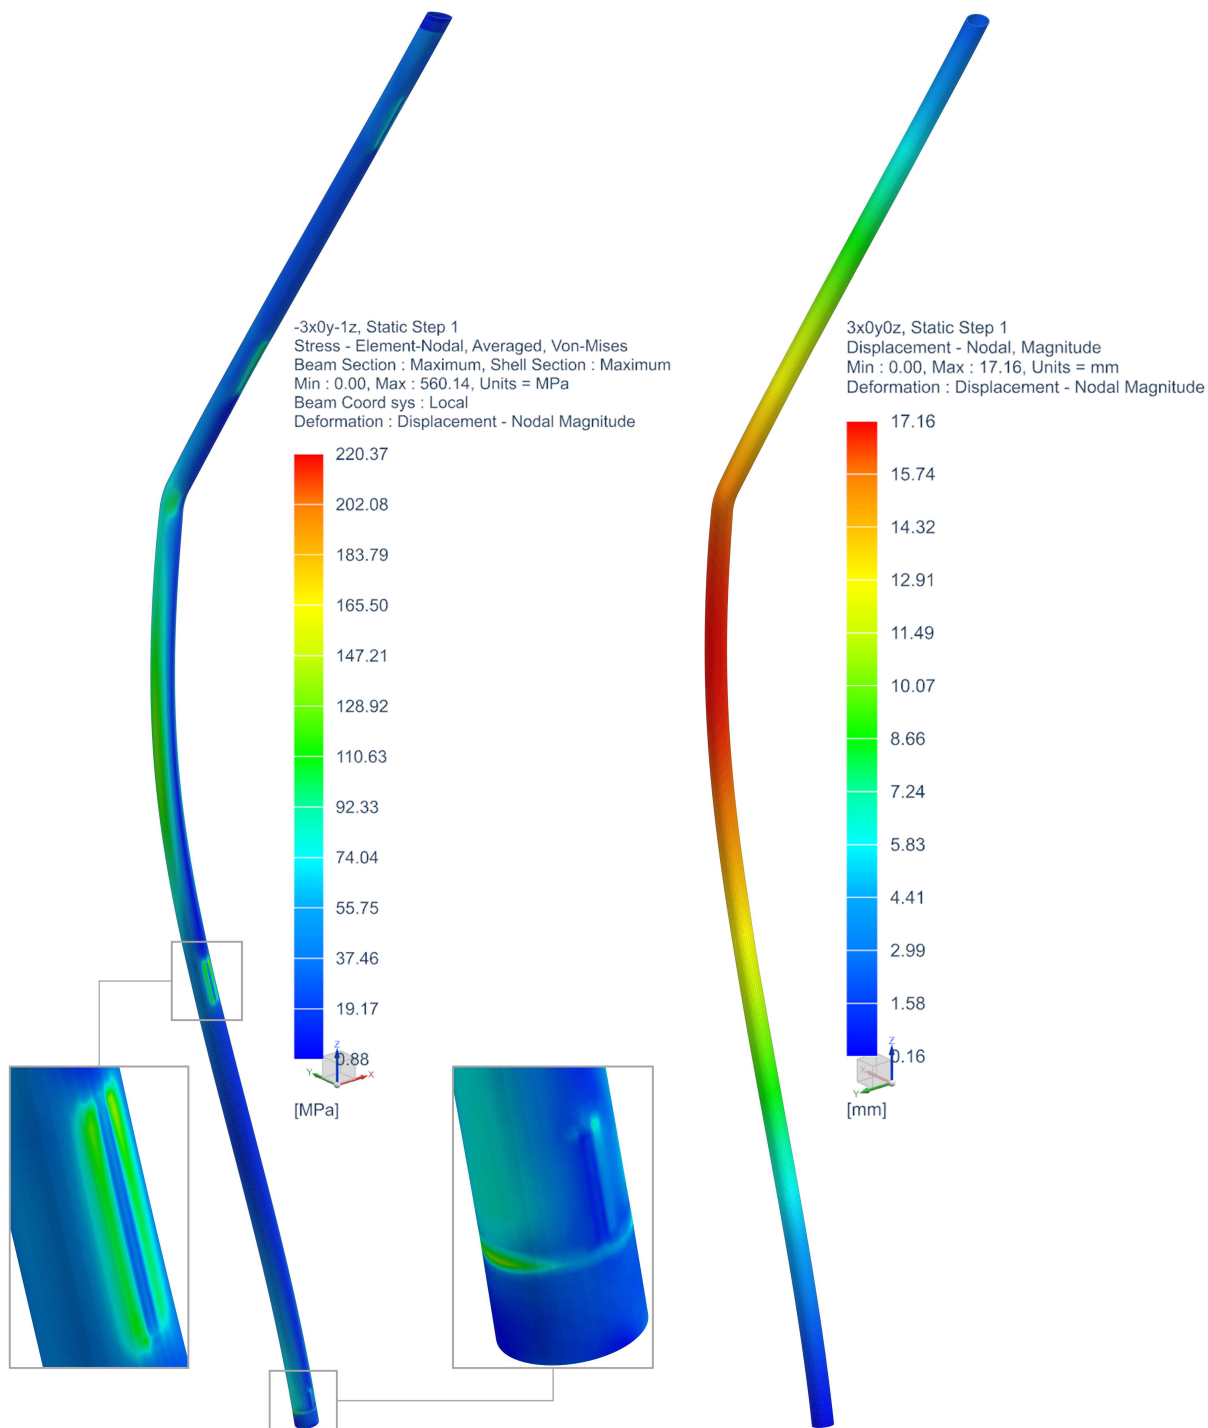 -3x0y-1z, Static Step 1
Stress - Element-Nodal, Averaged, Von-Mises
Beam Section : Maximum, Shell Section : Maximum
Min : 0.00, Max : 560.14, Units = MPa
Beam Coord sys : Local
Deformation : Displacement - Nodal Magnitude
220.37
202.08
183.79
165.50
147.21
128.92
110.63
92.33
74.04
55.75
37.46
19.17
0.88
Z
Y
X
[MPa]
3x0y0z, Static Step 1
Displacement - Nodal, Magnitude
Min : 0.00, Max : 17.16, Units = mm
Deformation : Displacement - Nodal Magnitude
17.16
15.74
14.32
12.91
11.49
10.07
8.66
7.24
5.83
4.41
2.99
1.58
0.16
Z
X
Y
[mm]